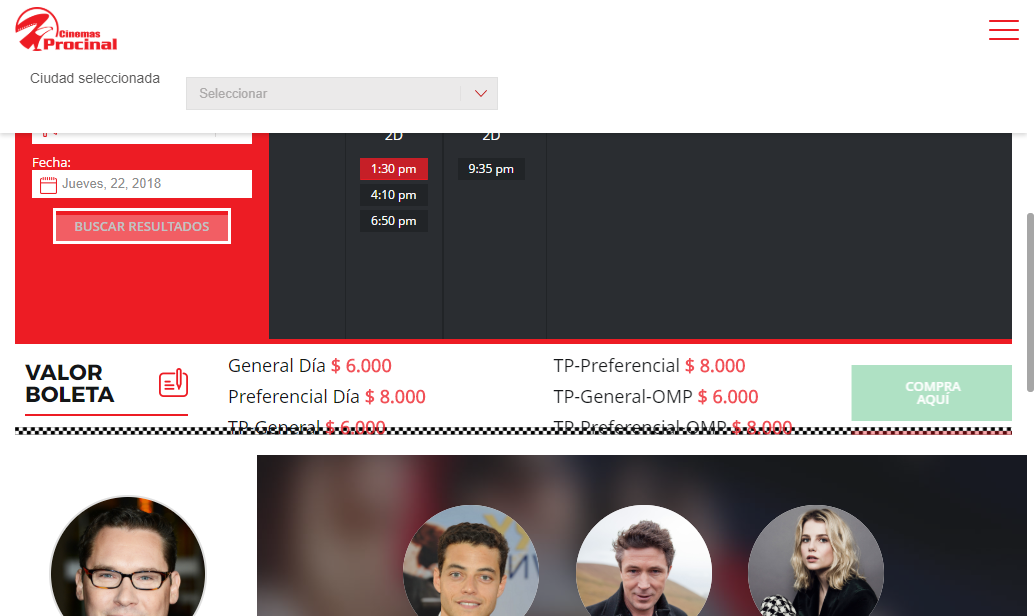 Cinemas
Procinal
Ciudad seleccionada
Seleccionar
2D
2D
Fecha:
Jueves, 22, 2018
BUSCAR RESULTADOS
1:30 pm
9:35 pm
4:10 pm
6:50 pm
VALOR
BOLETA
General Día $ 6.000
Preferencial Día $ 8.000
TP-General $ 6.000
TP-Preferencial $ 8.000
TP-General-OMP $ 6.000
TP-Preferencial-OMP $ 8.000
COMPRA
AQUÍ